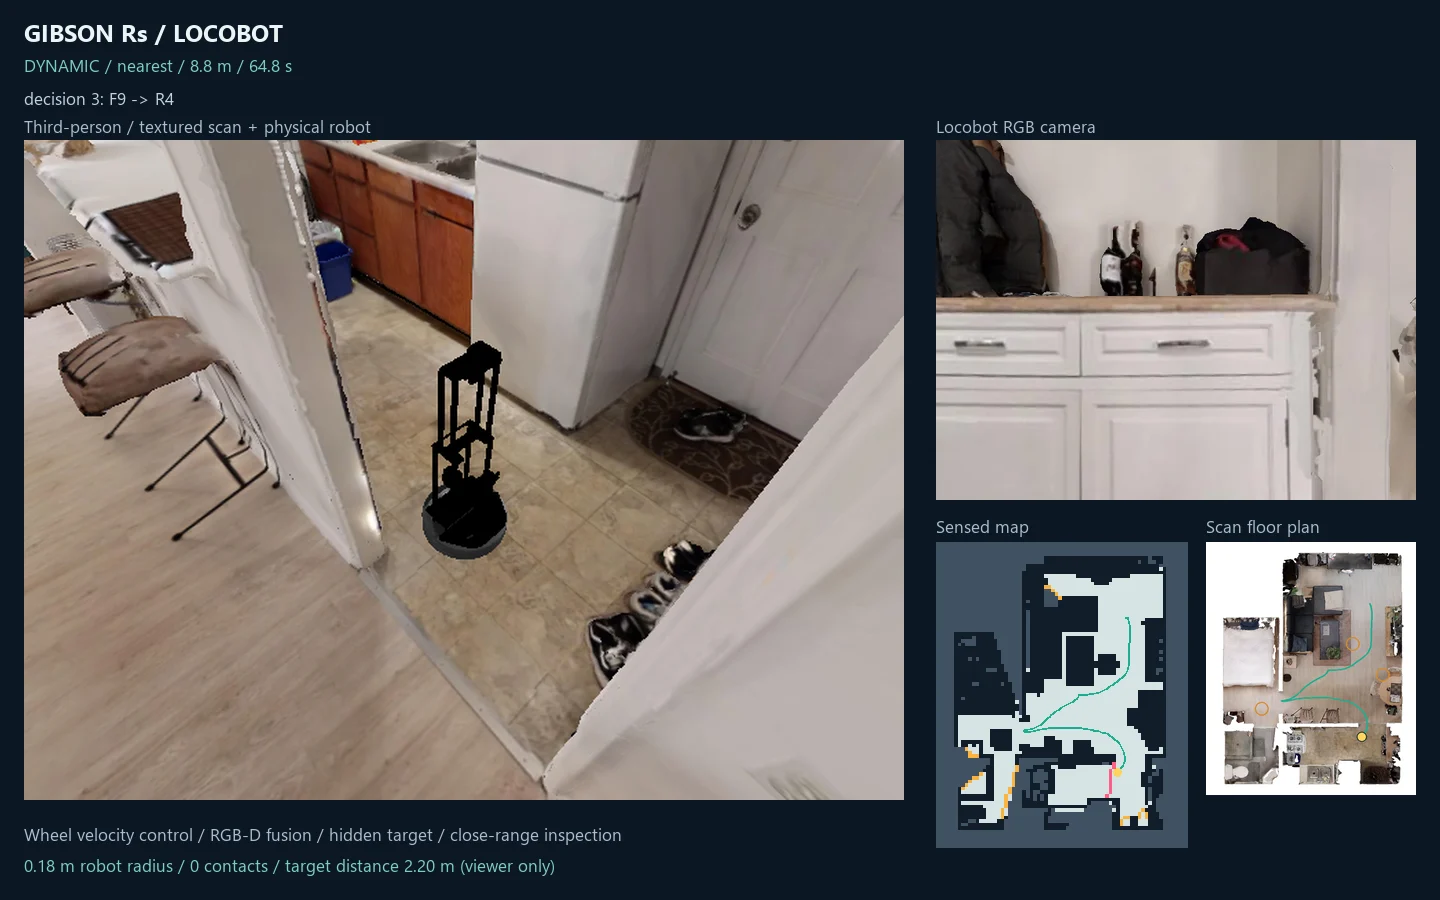 GIBSON Rs / LOCOBOT
DYNAMIC / nearest / 8.8 m / 64.8 s
decision 3: F9 -> R4
Third-person / textured scan + physical robot
Locobot RGB camera
Sensed map
Scan floor plan
Wheel velocity control / RGB-D fusion / hidden target / close-range inspection
0.18 m robot radius / 0 contacts / target distance 2.20 m (viewer only)